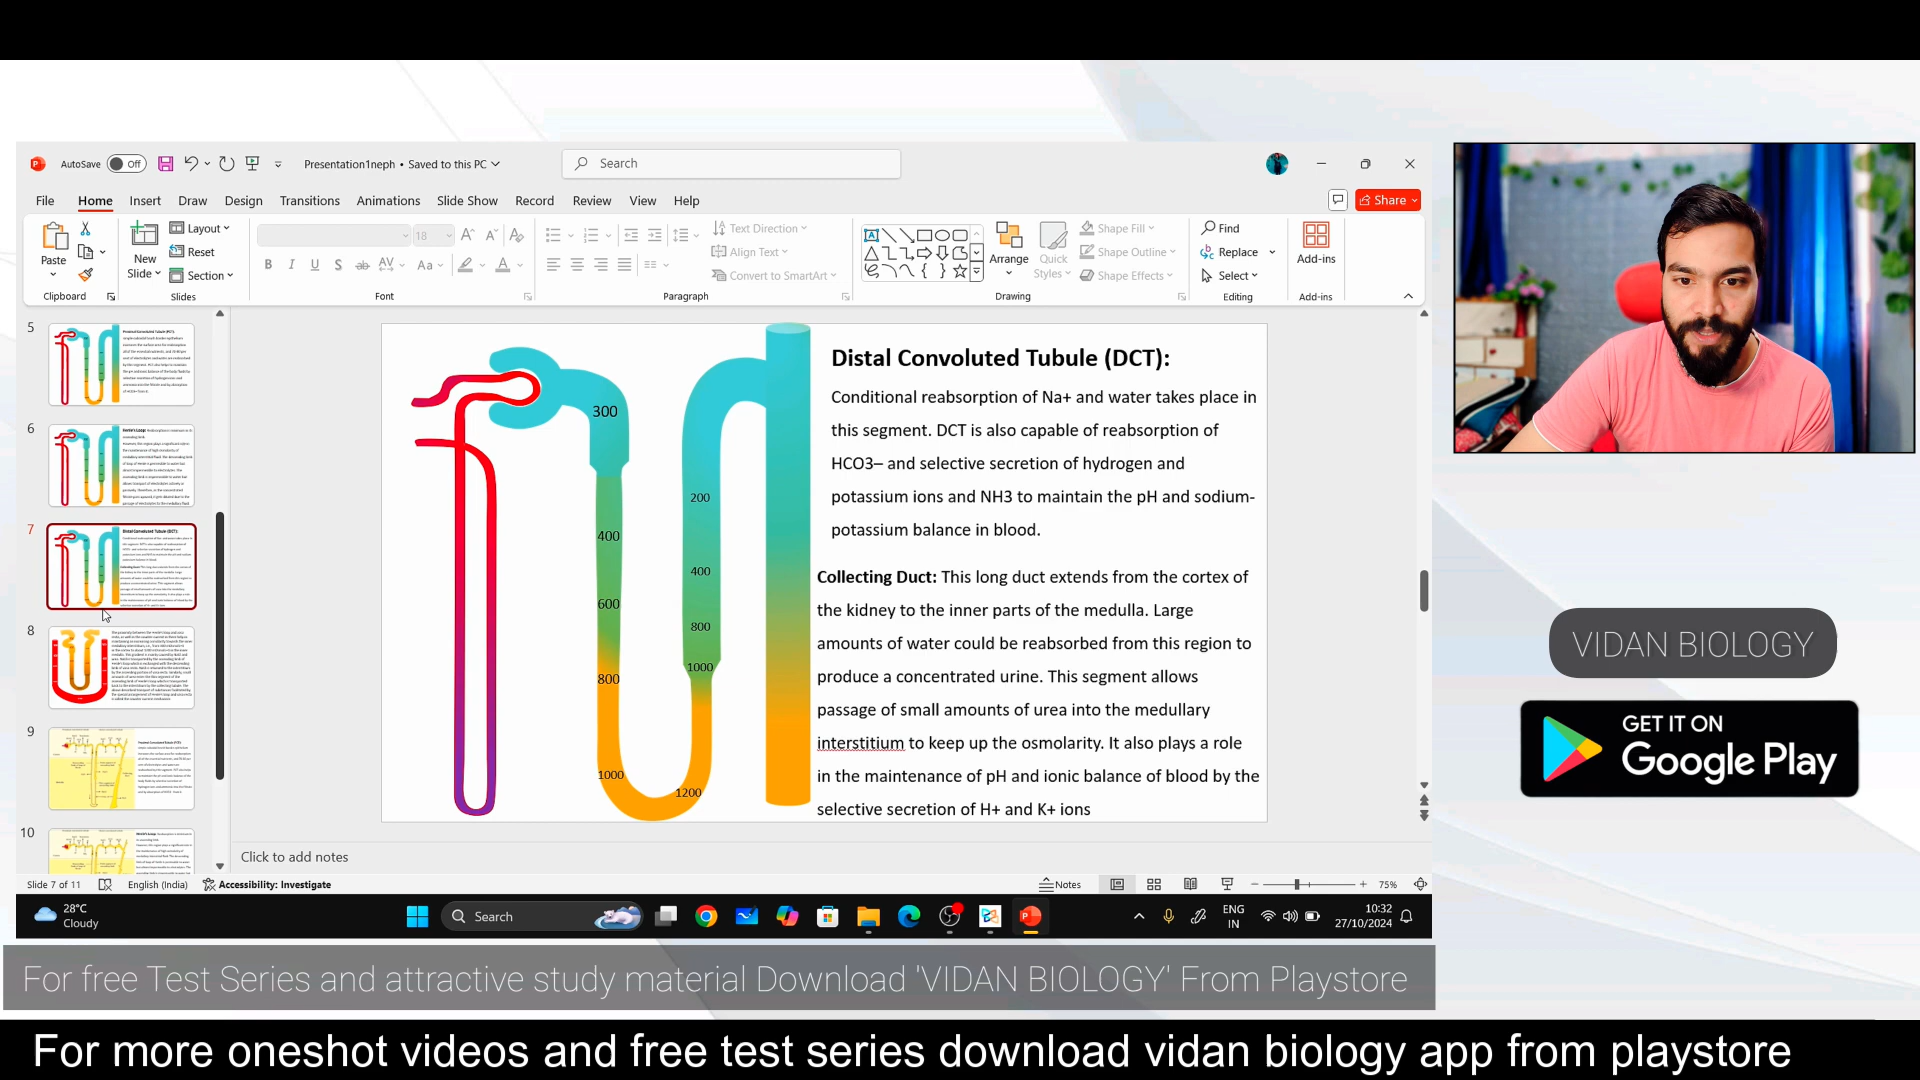 AutoSave Off
Presentation1neph • Saved to this PC
Search
File Home Insert Draw Design Transitions Animations Slide Show Record Review View Help
Share
Paste
Clipboard
New
Slide
Layout
Reset
Section
Slides
18
B I U S ab AV Aa A
Font
Text Direction
Align Text
Convert to SmartArt
Paragraph
Arrange
Quick
Styles
Shape Fill
Shape Outline
Shape Effects
Drawing
Find
Replace
Select
Editing
Add-ins
Add-ins
5
6
7
8
9
10
300
400
600
800
1000
1200
200
400
800
1000
Distal Convoluted Tubule (DCT):
Conditional reabsorption of Na+ and water takes place in
this segment. DCT is also capable of reabsorption of
HCO3– and selective secretion of hydrogen and
potassium ions and NH3 to maintain the pH and sodium-
potassium balance in blood.
Collecting Duct: This long duct extends from the cortex of
the kidney to the inner parts of the medulla. Large
amounts of water could be reabsorbed from this region to
produce a concentrated urine. This segment allows
passage of small amounts of urea into the medullary
interstitium to keep up the osmolarity. It also plays a role
in the maintenance of pH and ionic balance of blood by the
selective secretion of H+ and K+ ions
Click to add notes
Slide 7 of 11 English (India) Accessibility: Investigate
Notes 75%
28°C
Cloudy
Search
ENG
IN
10:32
27/10/2024
VIDAN BIOLOGY
GET IT ON
Google Play
For free Test Series and attractive study material Download 'VIDAN BIOLOGY' From Playstore
For more oneshot videos and free test series download vidan biology app from playstore